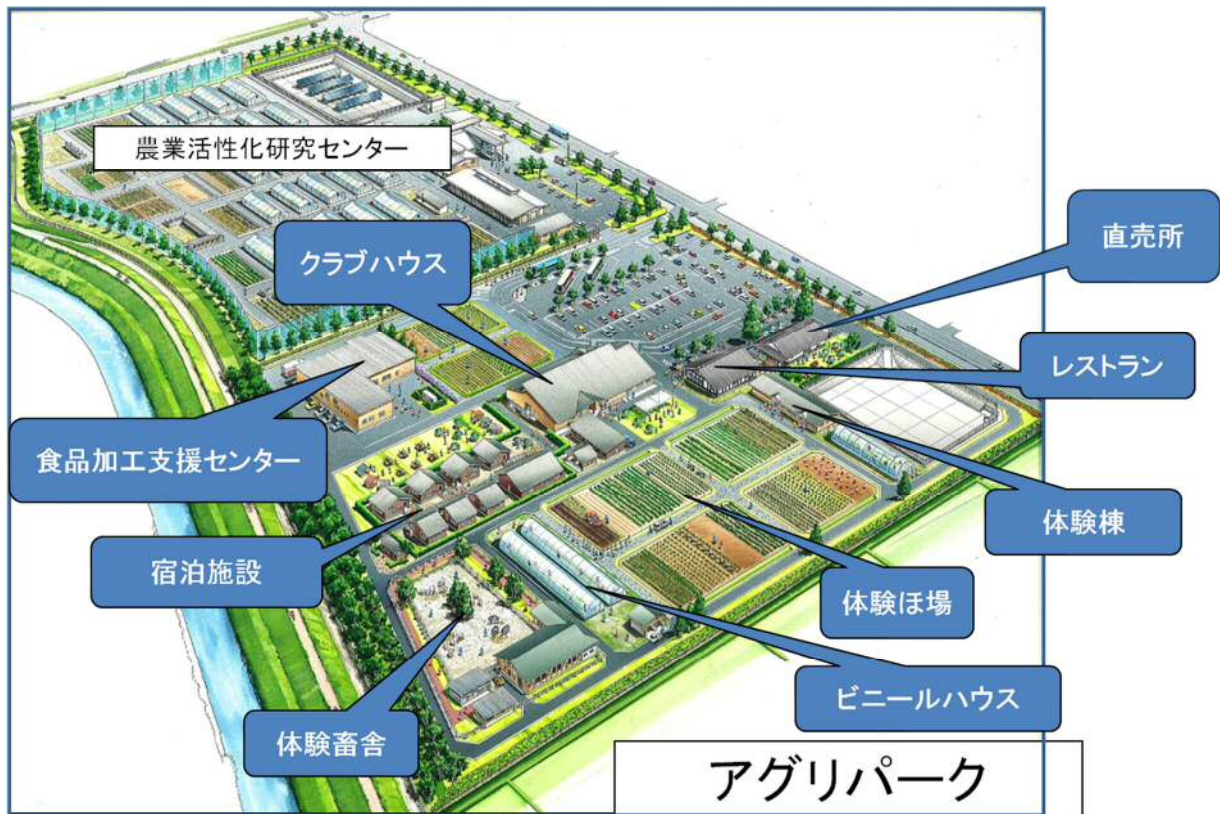 農業活性化研究センター
クラブハウス
直売所
レストラン
食品加工支援センター
体験棟
宿泊施設
体験ほ場
ビニールハウス
体験畜舎
アグリパーク